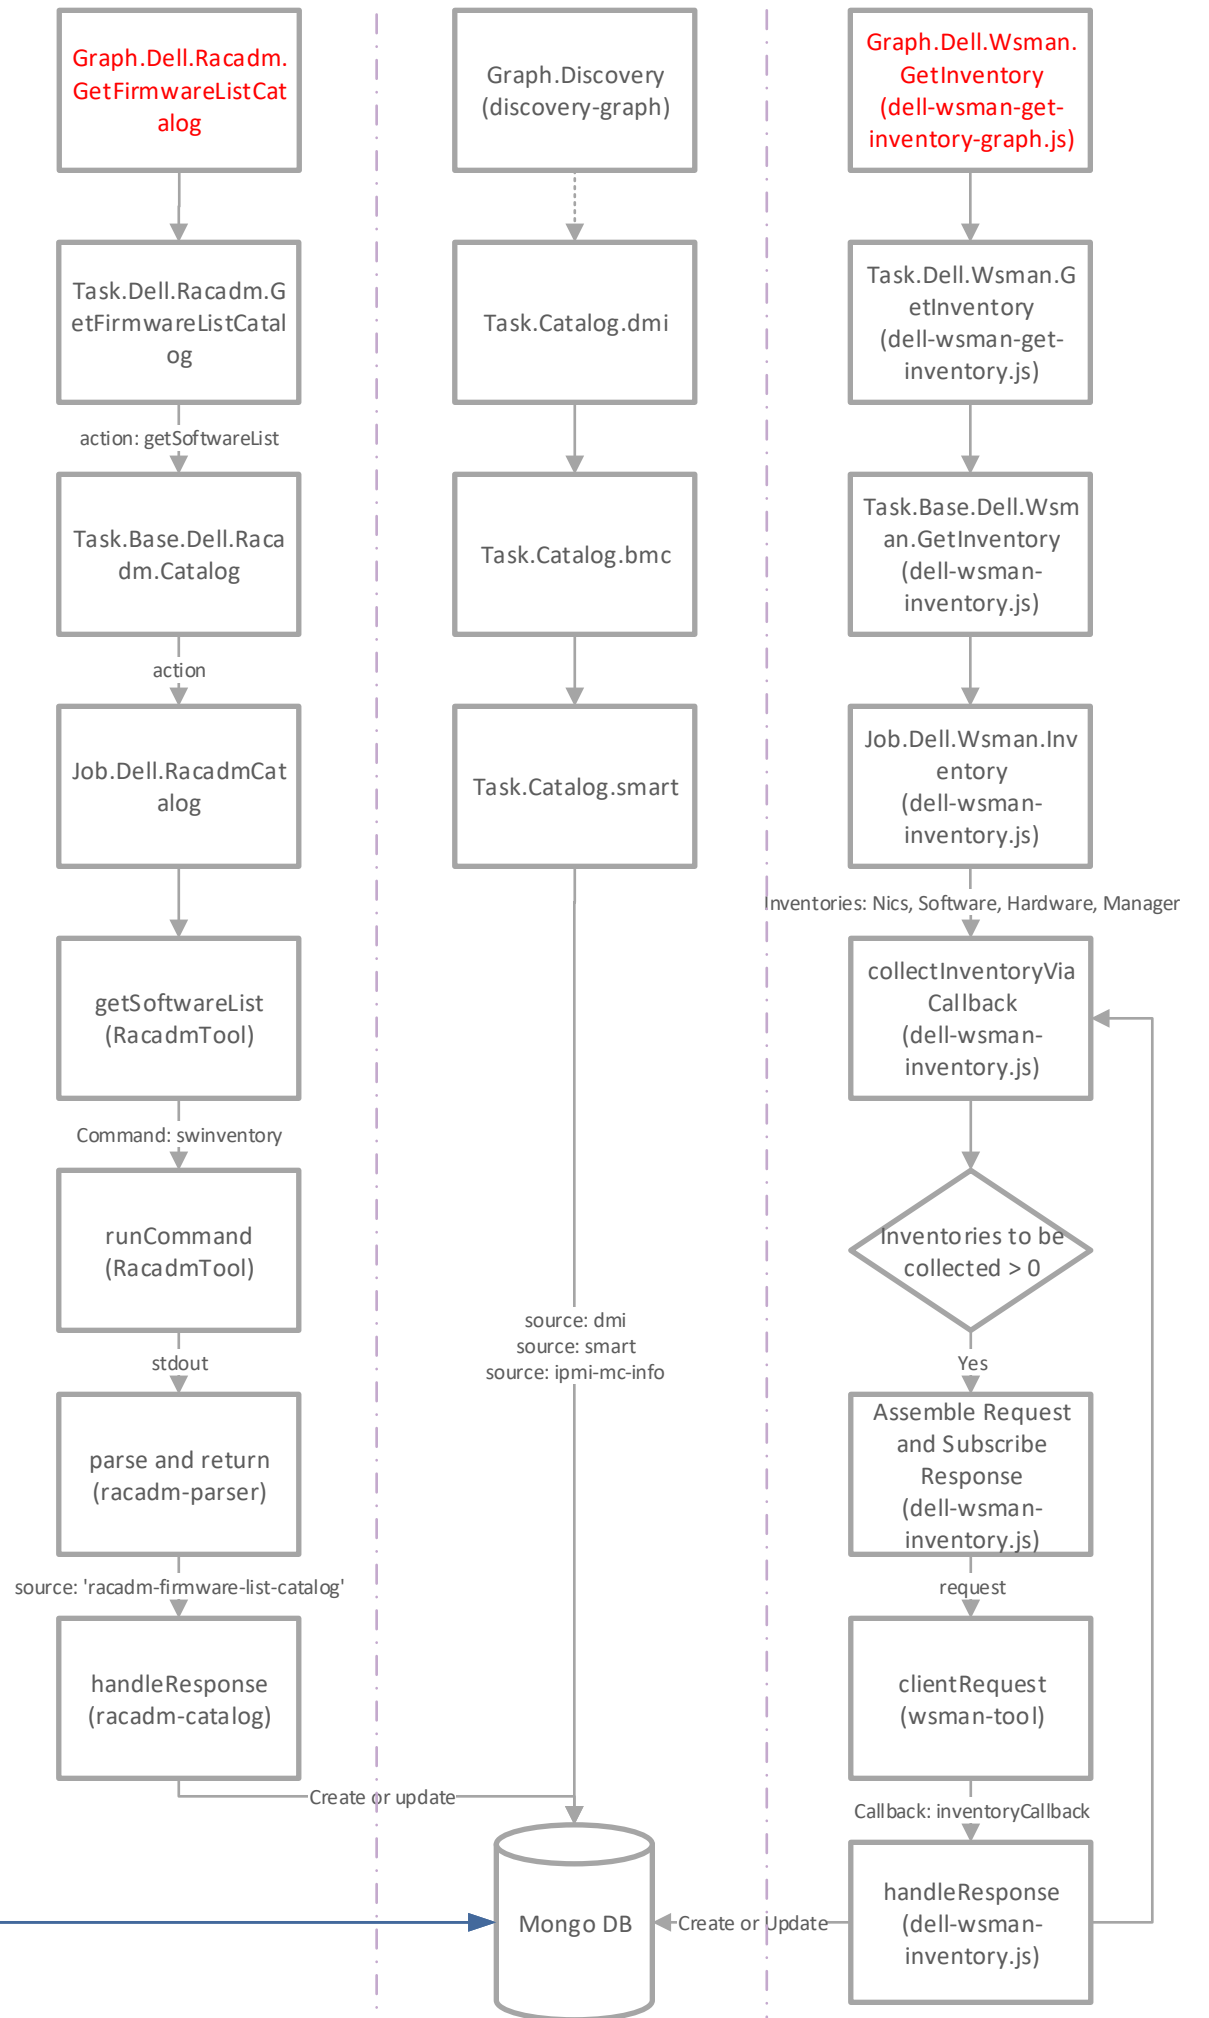 Graph.Dell.Racadm.
GetFirmwareListCat
alog
Task.Dell.Racadm.G
etFirmwareListCatal
og
action: getSoftwareList
Task.Base.Dell.Raca
dm.Catalog
action
Job.Dell.RacadmCat
alog
getSoftwareList
(RacadmTool)
Command: swinventory
runCommand
(RacadmTool)
stdout
parse and return
(racadm-parser)
source: 'racadm-firmware-list-catalog'
handleResponse
(racadm-catalog)
Create or update
Graph.Discovery
(discovery-graph)
Task.Catalog.dmi
Task.Catalog.bmc
Task.Catalog.smart
source: dmi
source: smart
source: ipmi-mc-info
Mongo DB
Graph.Dell.Wsman.
GetInventory
(dell-wsman-get-
inventory-graph.js)
Task.Dell.Wsman.G
etInventory
(dell-wsman-get-
inventory.js)
Task.Base.Dell.Wsm
an.GetInventory
(dell-wsman-
inventory.js)
Job.Dell.Wsman.Inv
entory
(dell-wsman-
inventory.js)
Inventories: Nics, Software, Hardware, Manager
collectInventoryVia
Callback
(dell-wsman-
inventory.js)
Inventories to be
collected > 0
Yes
Assemble Request
and Subscribe
Response
(dell-wsman-
inventory.js)
request
clientRequest
(wsman-tool)
Callback: inventoryCallback
handleResponse
(dell-wsman-
inventory.js)
Create or Update